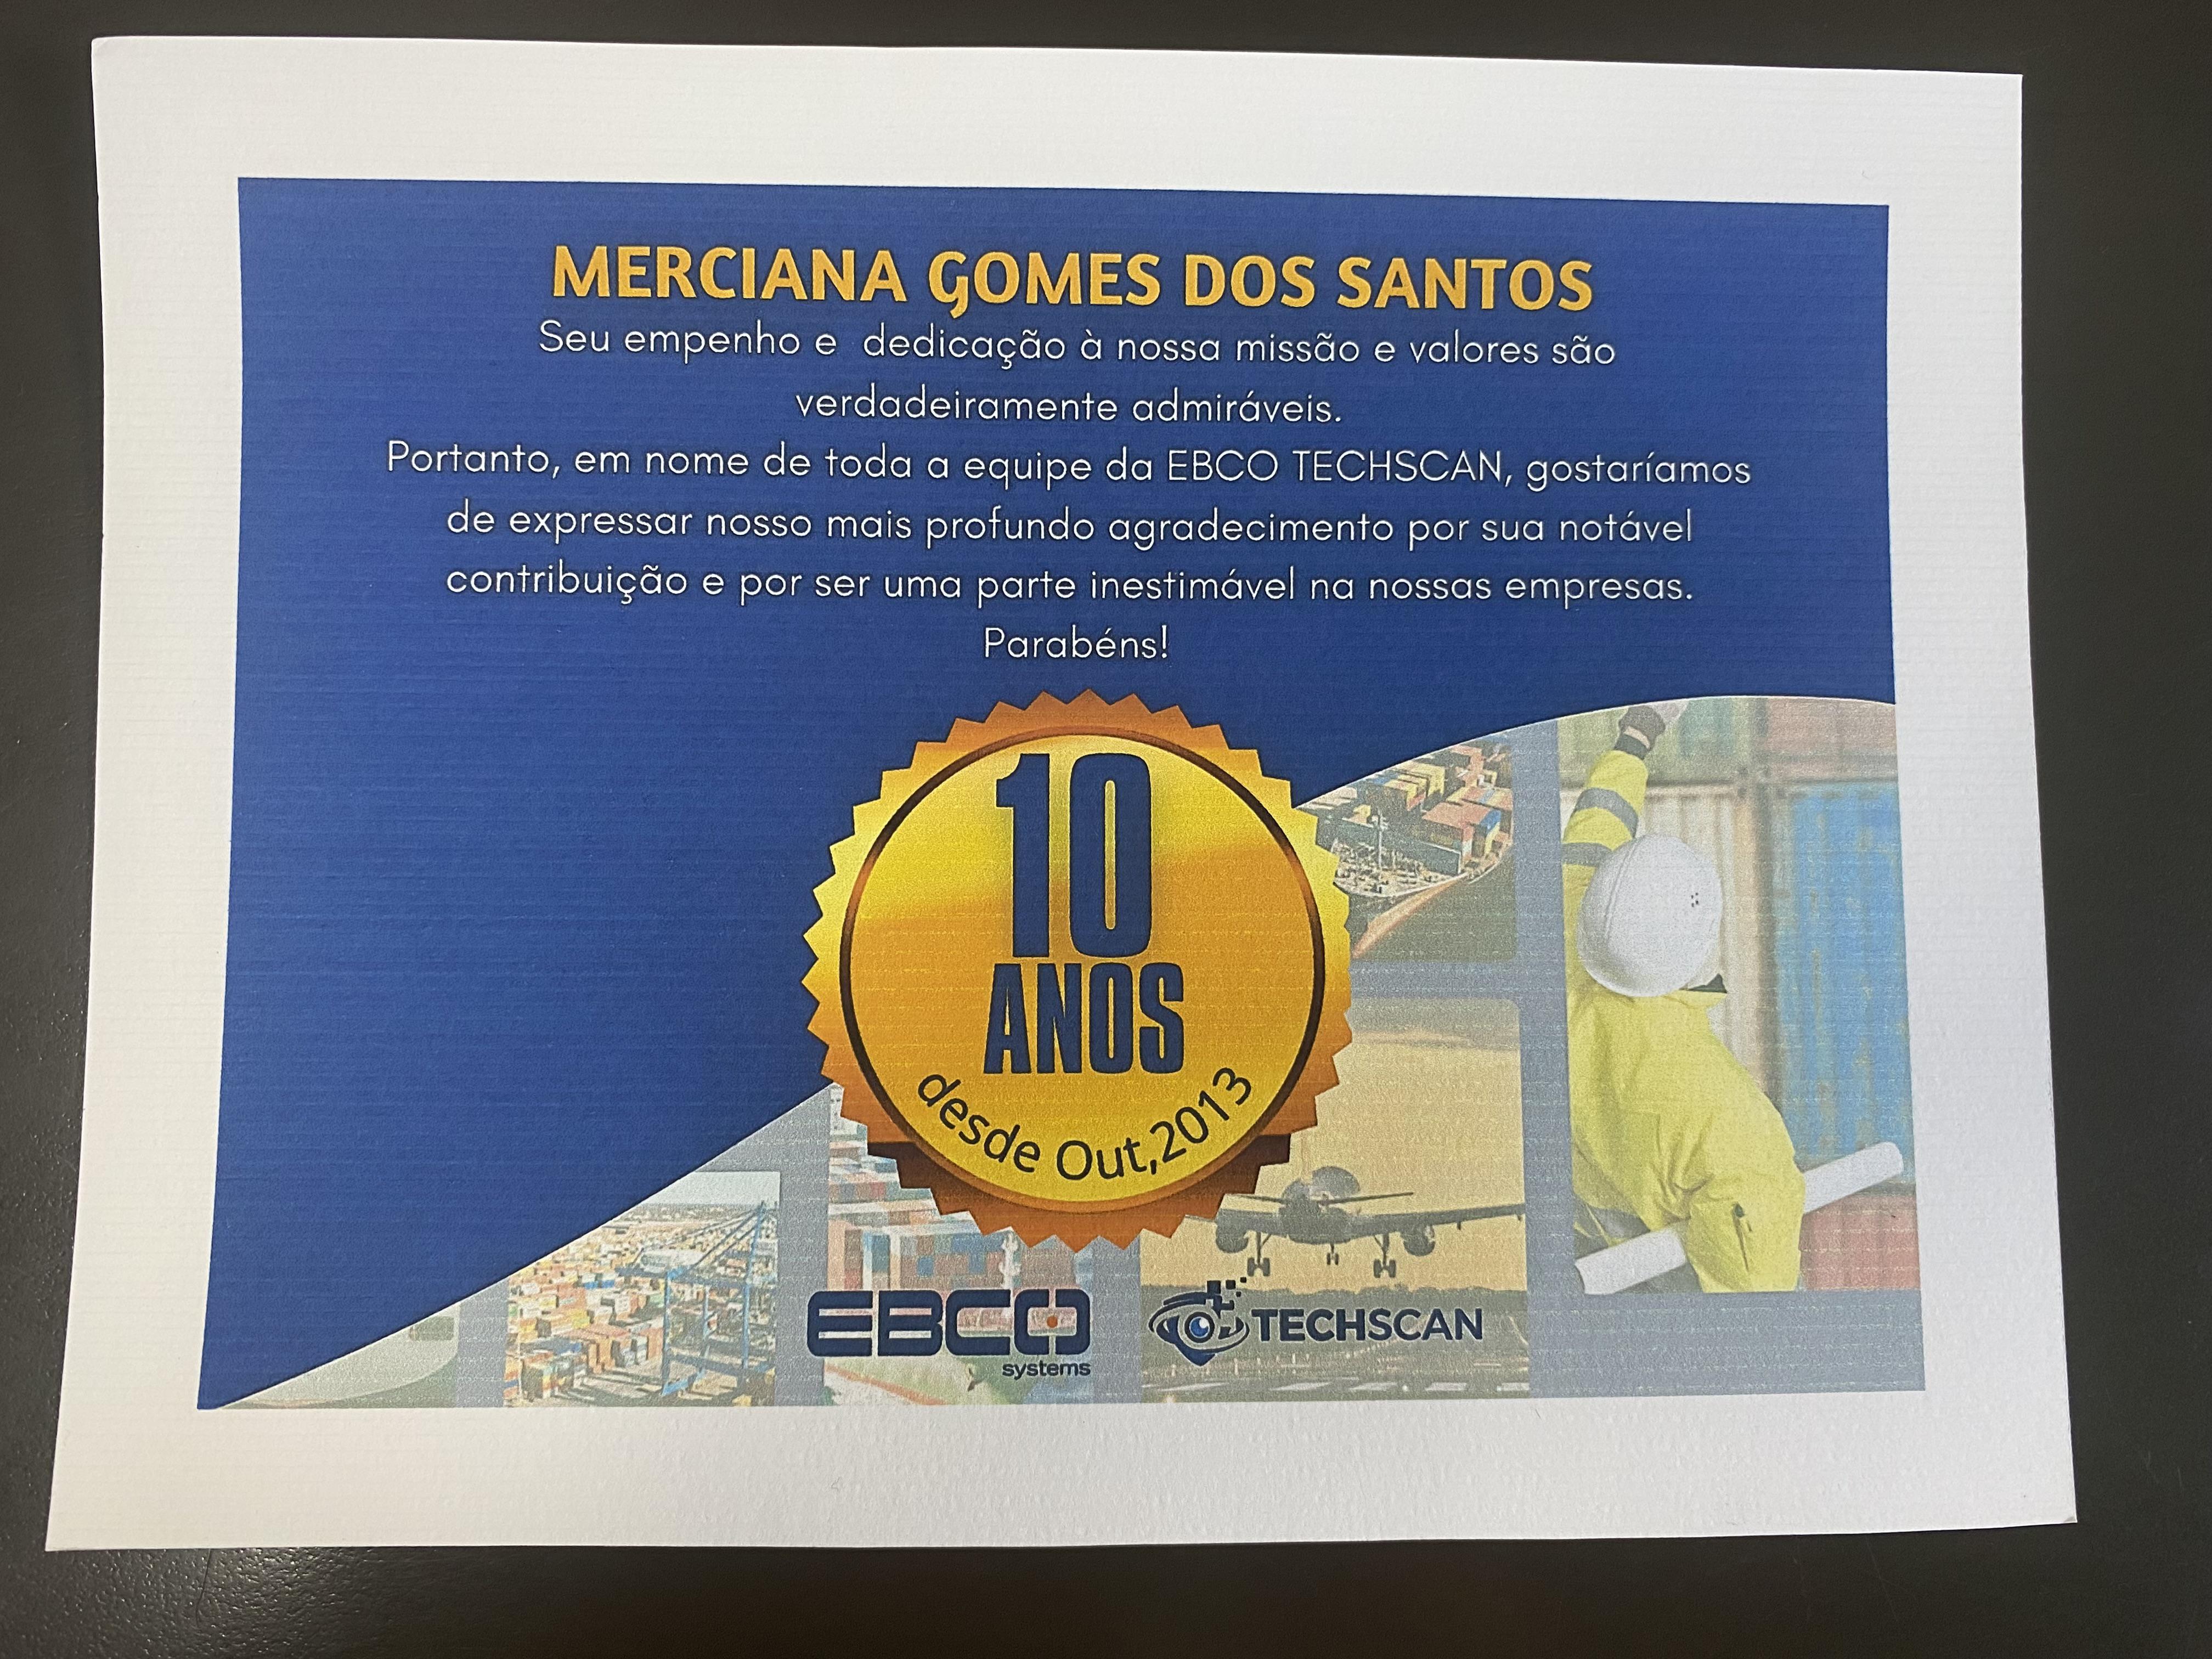 MERCIANA GOMES DOS SANTOS
Seu empenho e dedicação à nossa missão e valores são
verdadeiramente admiráveis.
Portanto, em nome de toda a equipe da EBCO TECHSCAN, gostaríamos
de expressar nosso mais profundo agradecimento por sua notável
contribuição e por ser uma parte inestimável na nossas empresas.
Parabéns!
10
ANOS
desde Out,2013
EBCO
systems
TECHSCAN